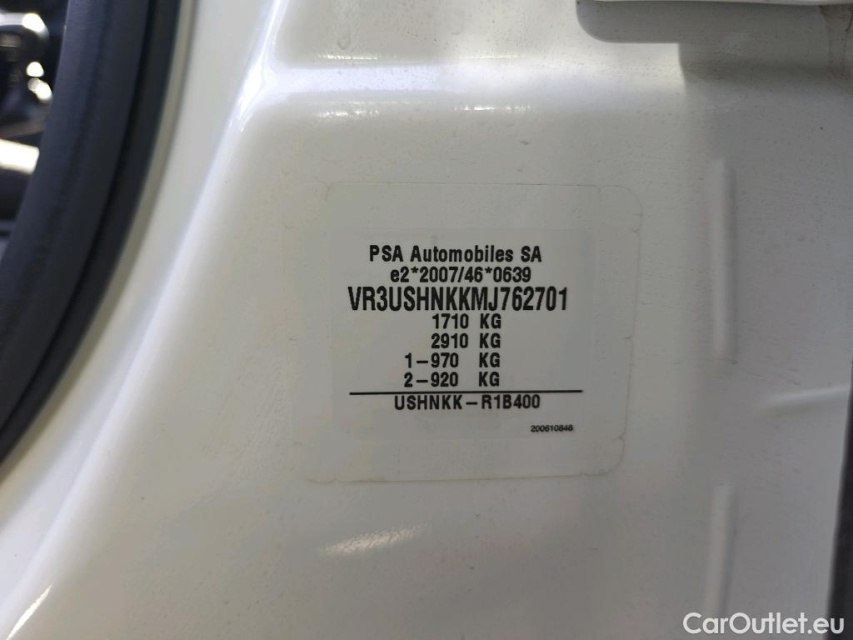 PSA Automobiles SA
e2*2007/46*0639
VR3USHNKKMJ762701
1710 KG
2910 KG
1-970 KG
2-920 KG
USHNKK-R1B400
200610846
CarOutlet.eu